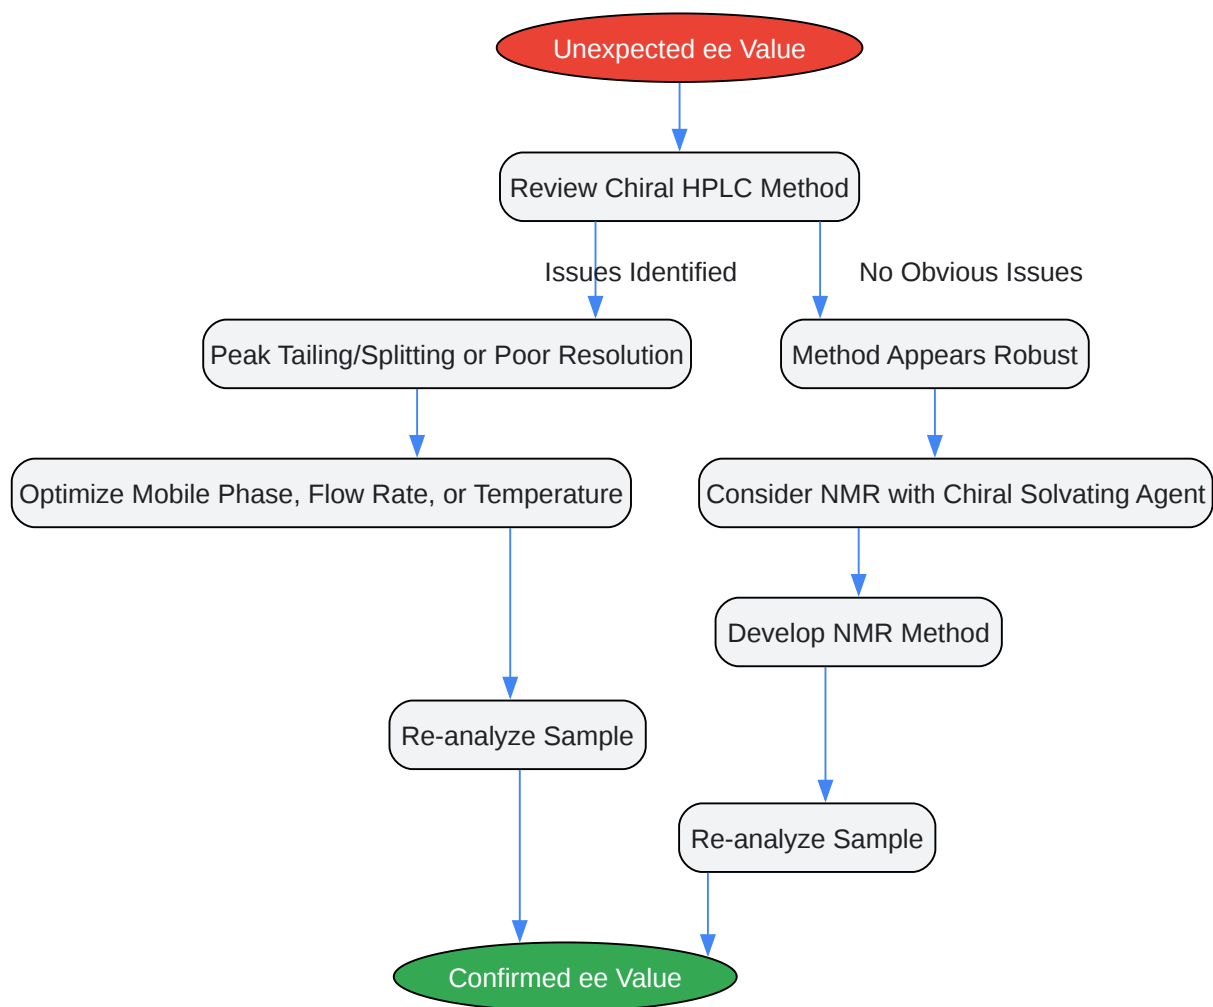 Unexpected ee Value
Review Chiral HPLC Method
Issues Identified
No Obvious Issues
Peak Tailing/Splitting or Poor Resolution
Method Appears Robust
Optimize Mobile Phase, Flow Rate, or Temperature
Consider NMR with Chiral Solvating Agent
Develop NMR Method
Re-analyze Sample
Re-analyze Sample
Confirmed ee Value